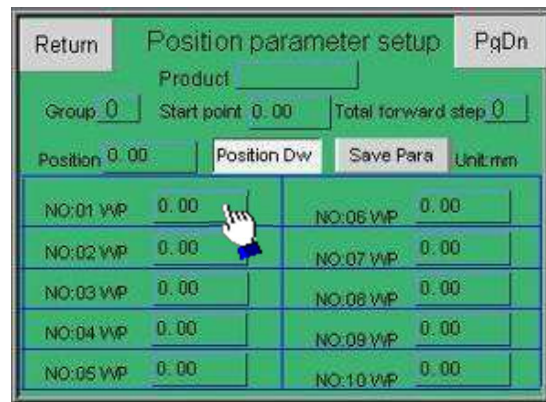 Return Position parameter setup PgDn
Product
Group 0 Start point 0.00 Total forward step 0
Position 0.00 Position Dw Save Para Unit:mm
NO:01 WP 0.00 NO:06 WP 0.00
NO:02 WP 0.00 NO:07 WP 0.00
NO:03 WP 0.00 NO:08 WP 0.00
NO:04 WP 0.00 NO:09 WP 0.00
NO:05 WP 0.00 NO:10 WP 0.00